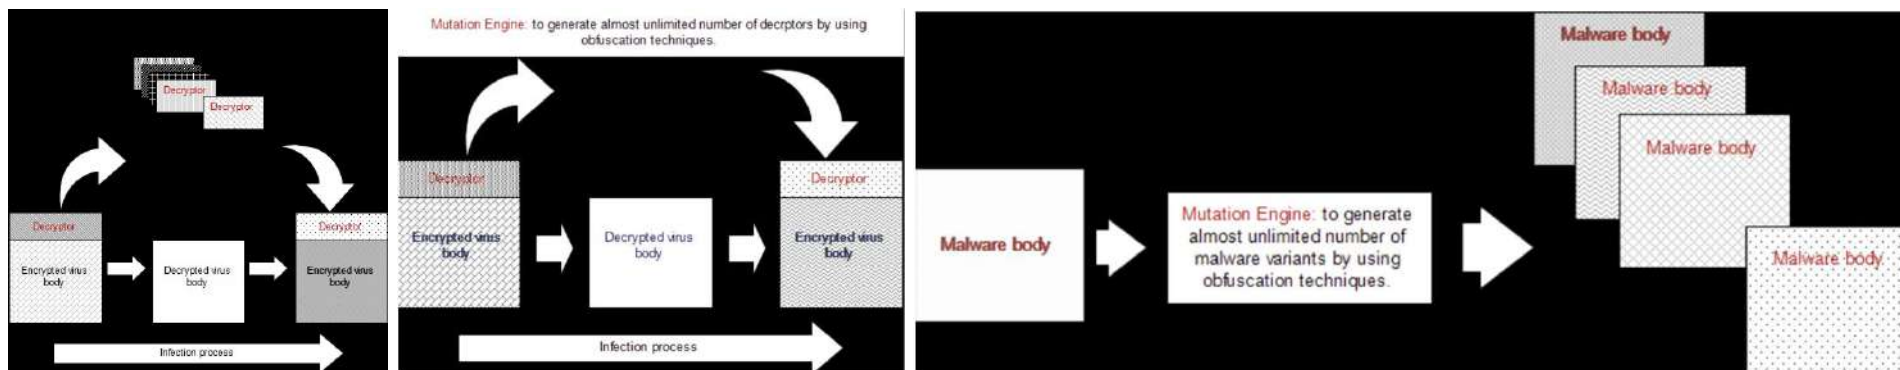 Decryptor
Decryptor
Decryptor
Decryptor
Encrypted virus
body
Decrypted virus
body
Encrypted virus
body
Infection process
Mutation Engine: to generate almost unlimited number of decrptors by using
obfuscation techniques.
Decryptor
Decryptor
Encrypted virus
body
Decrypted virus
body
Encrypted virus
body
Infection process
Malware body
Mutation Engine: to generate
almost unlimited number of
malware variants by using
obfuscation techniques.
Malware body
Malware body
Malware body
Malware body